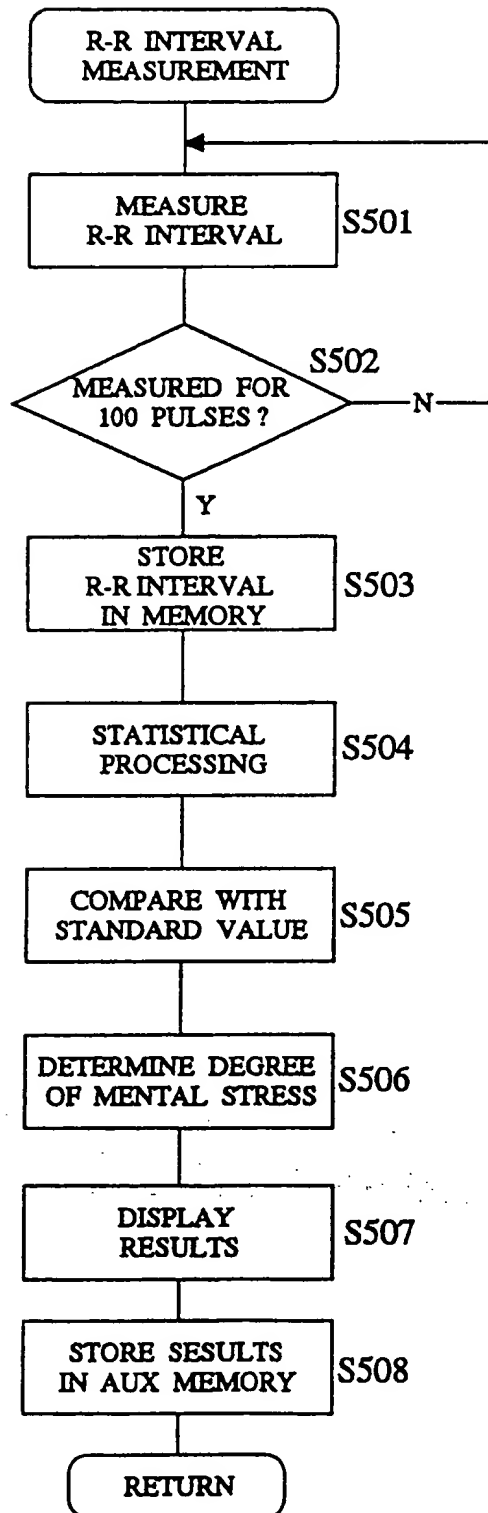 R-R INTERVAL
MEASUREMENT
MEASURE
R-R INTERVAL
S501
S502
MEASURED FOR
100 PULSES ?
N
Y
STORE
R-R INTERVAL
IN MEMORY
S503
STATISTICAL
PROCESSING
S504
COMPARE WITH
STANDARD VALUE
S505
DETERMINE DEGREE
OF MENTAL STRESS
S506
DISPLAY
RESULTS
S507
STORE SESULTS
IN AUX MEMORY
S508
RETURN